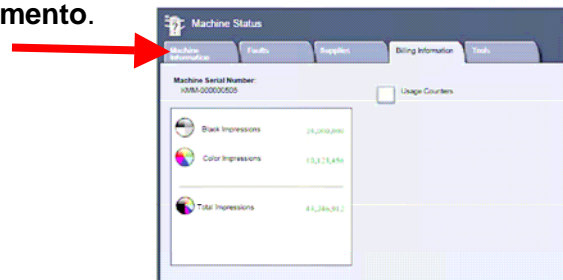 mento.
Machine Status
Machine Information
Faults
Supplies
Billing Information
Tools
Machine Serial Number:
Usage Counters
Black Impressions
Color Impressions
Total Impressions